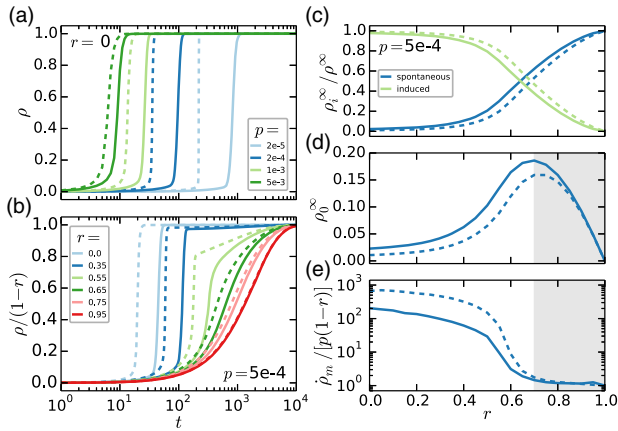 (a)
r = 0
1.0
0.8
0.6
0.4
0.2
0.0
ρ
p =
2e-5
2e-4
1e-3
5e-3
(b)
1.0
0.8
0.6
0.4
0.2
0.0
ρ/(1−r)
r =
0.0
0.35
0.55
0.65
0.75
0.95
p = 5e-4
10^0 10^1 10^2 10^3 10^4
t
(c)
p = 5e-4
1.0
0.8
0.6
0.4
0.2
0.0
ρ_i^∞/ρ^∞
spontaneous
induced
(d)
0.20
0.15
0.10
0.05
0.00
ρ_0^∞
(e)
10^3
10^2
10^1
10^0
ρ̇_m/[p(1−r)]
0.0 0.2 0.4 0.6 0.8 1.0
r